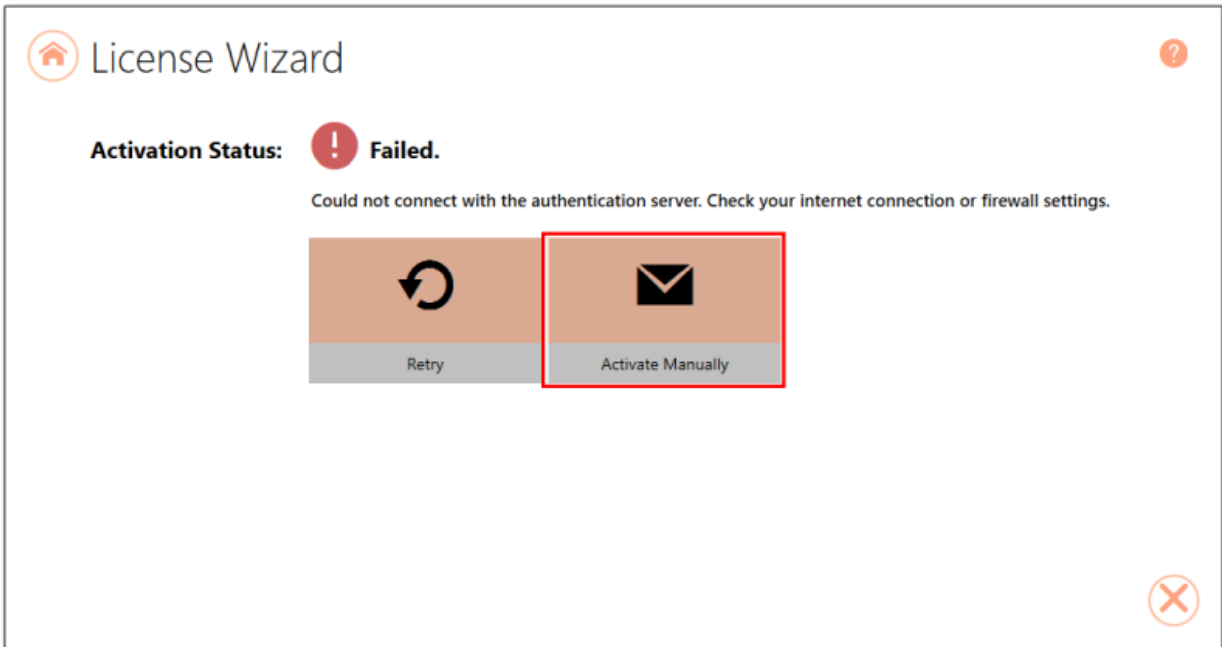 License Wizard
?
Activation Status:
! Failed.
Could not connect with the authentication server. Check your internet connection or firewall settings.
Retry
Activate Manually